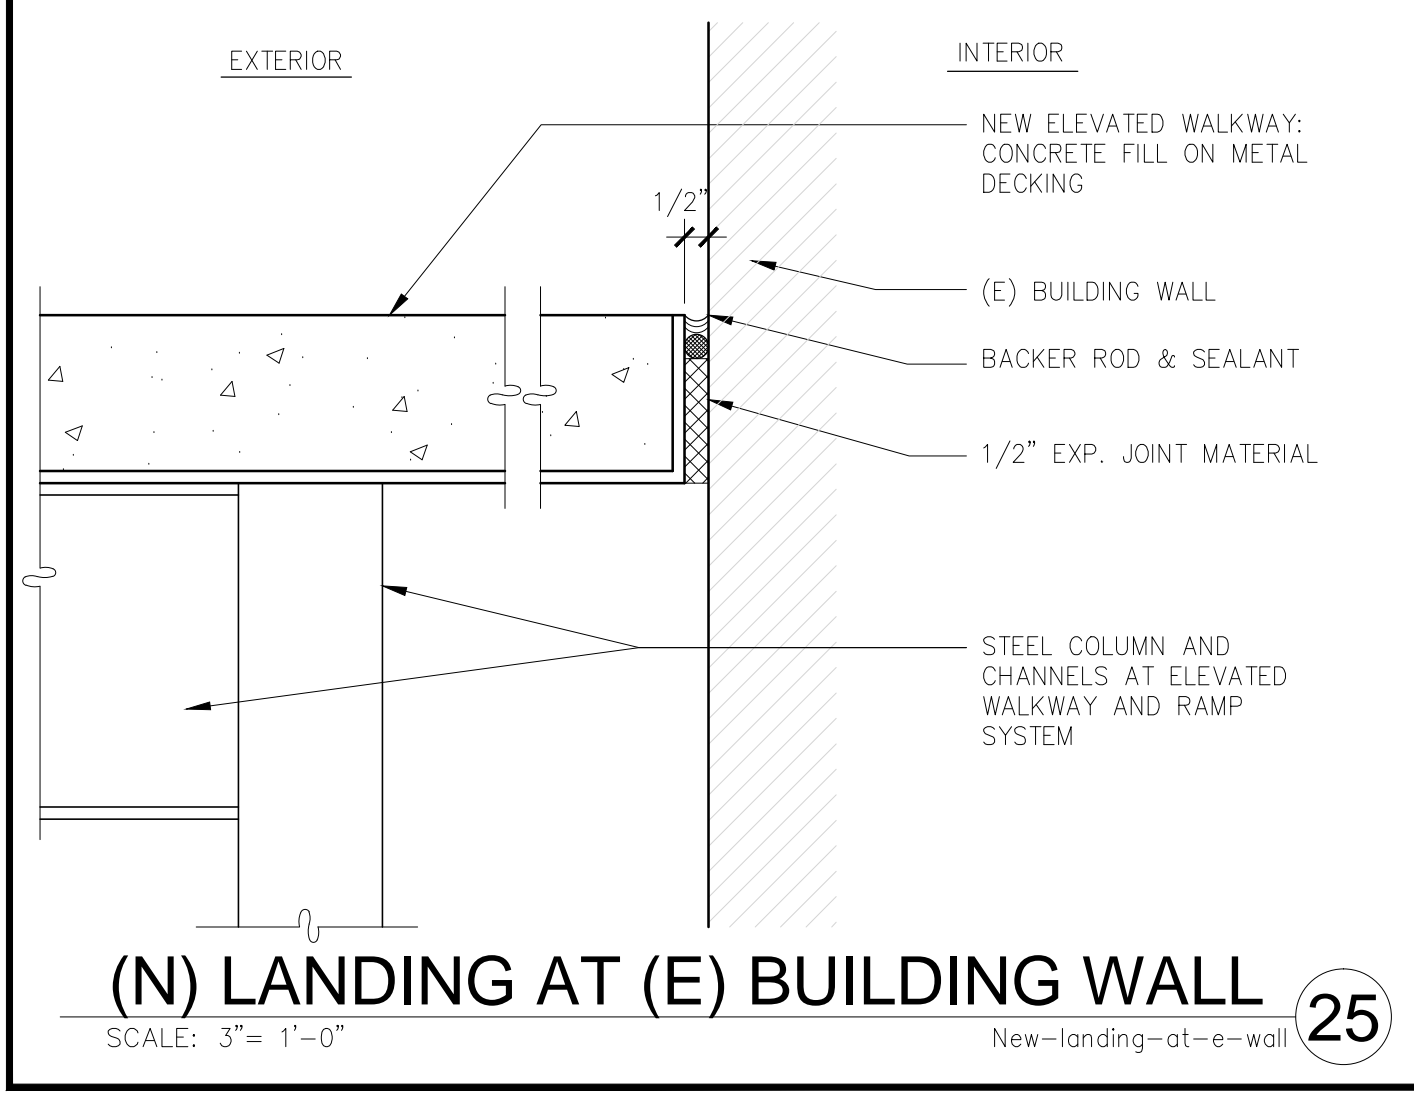 EXTERIOR
INTERIOR
NEW ELEVATED WALKWAY:
CONCRETE FILL ON METAL
DECKING
1/2"
(E) BUILDING WALL
BACKER ROD & SEALANT
1/2" EXP. JOINT MATERIAL
STEEL COLUMN AND
CHANNELS AT ELEVATED
WALKWAY AND RAMP
SYSTEM
(N) LANDING AT (E) BUILDING WALL
25
SCALE: 3"= 1'-0"
New-landing-at-e-wall